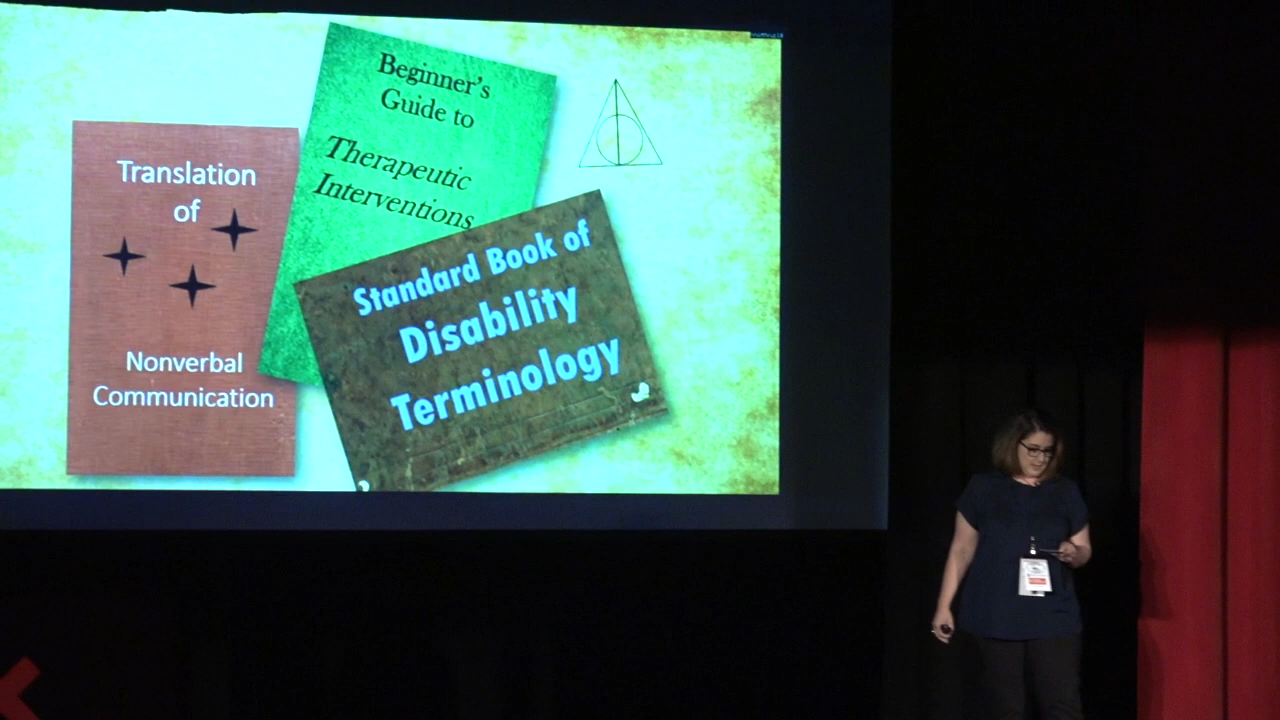 Translation
of
Nonverbal
Communication
Beginner's
Guide to
Therapeutic
Interventions
Standard Book of
Disability
Terminology